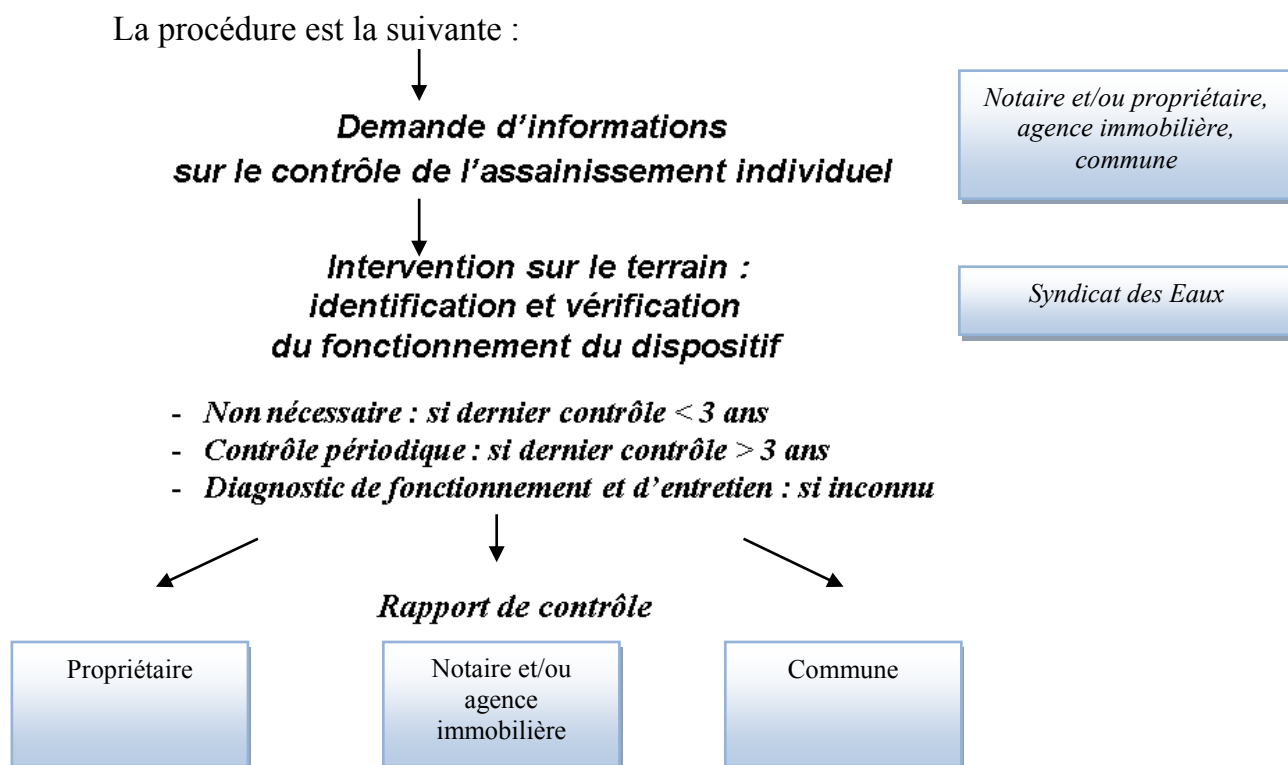 La procédure est la suivante :
Demande d'informations
sur le contrôle de l'assainissement individuel
Notaire et/ou propriétaire,
agence immobilière,
commune
Intervention sur le terrain :
identification et vérification
du fonctionnement du dispositif
Syndicat des Eaux
- Non nécessaire : si dernier contrôle < 3 ans
- Contrôle périodique : si dernier contrôle > 3 ans
- Diagnostic de fonctionnement et d'entretien : si inconnu
Rapport de contrôle
Propriétaire
Notaire et/ou
agence
immobilière
Commune